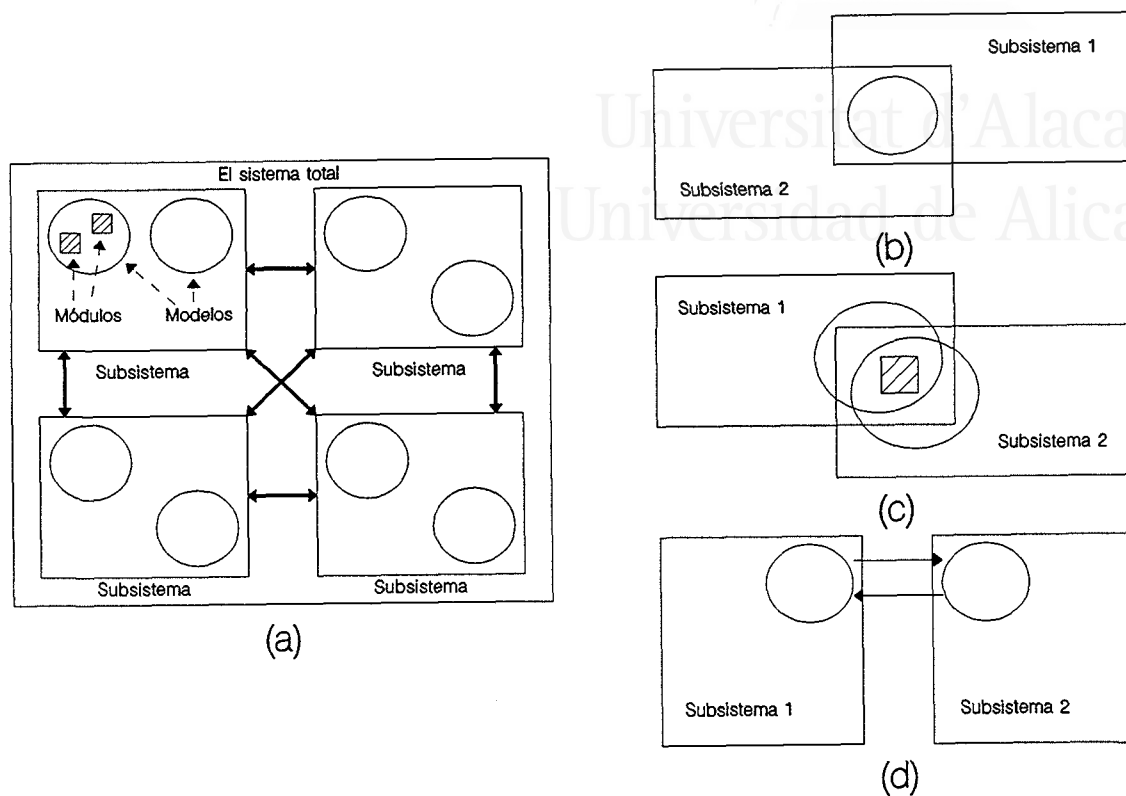 El sistema total
Módulos
Modelos
Subsistema
Subsistema
Subsistema
Subsistema
(a)
Subsistema 1
Subsistema 2
(b)
Subsistema 1
Subsistema 2
(c)
Subsistema 1
Subsistema 2
(d)
Universitat d'Alaca
Universidad de Alica